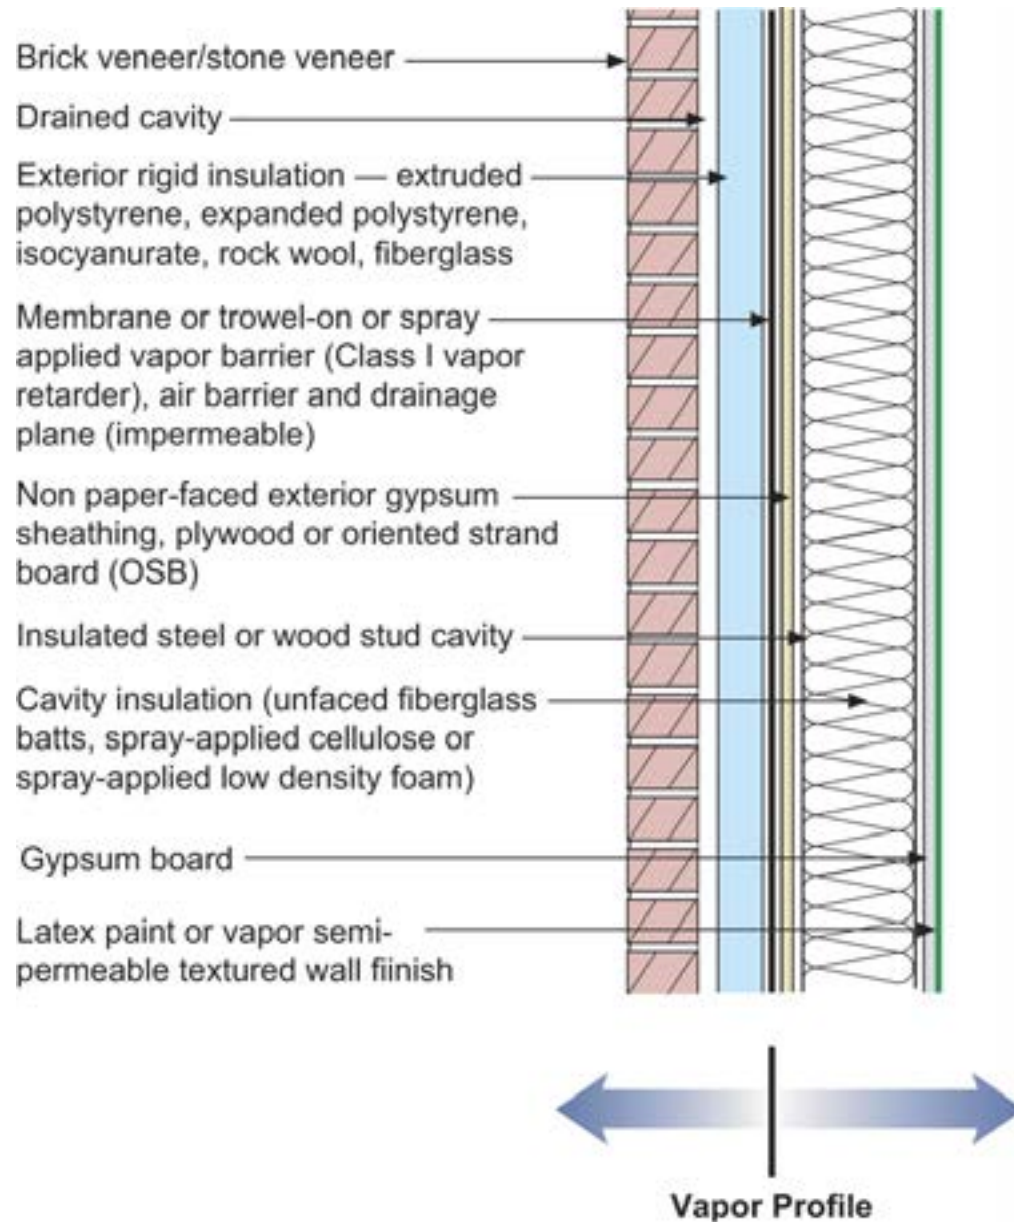 Brick veneer/stone veneer
Drained cavity
Exterior rigid insulation — extruded
polystyrene, expanded polystyrene,
isocyanurate, rock wool, fiberglass
Membrane or trowel-on or spray
applied vapor barrier (Class I vapor
retarder), air barrier and drainage
plane (impermeable)
Non paper-faced exterior gypsum
sheathing, plywood or oriented strand
board (OSB)
Insulated steel or wood stud cavity
Cavity insulation (unfaced fiberglass
batts, spray-applied cellulose or
spray-applied low density foam)
Gypsum board
Latex paint or vapor semi-
permeable textured wall fiinish
Vapor Profile